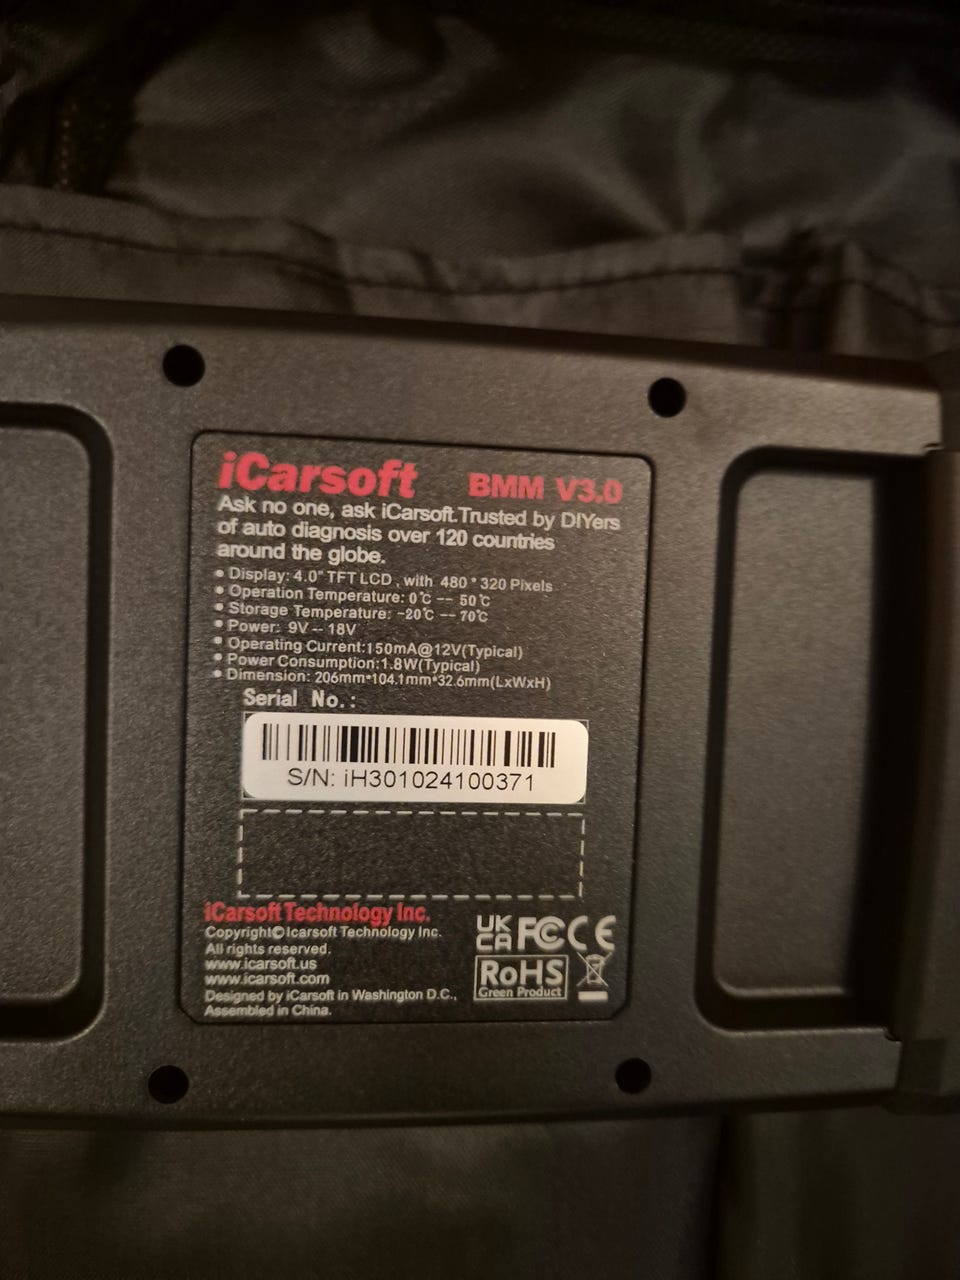 iCarsoft BMM V3.0
Ask no one, ask iCarsoft.Trusted by DIYers
of auto diagnosis over 120 countries
around the globe.
• Display: 4.0" TFT LCD , with 480 * 320 Pixels
• Operation Temperature: 0℃ -- 50℃
• Storage Temperature: -20℃ -- 70℃
• Power: 9V -- 18V
• Operating Current:150mA@12V(Typical)
• Power Consumption:1.8W(Typical)
• Dimension: 206mm*104.1mm*32.6mm(LxWxH)
Serial No.:
S/N: iH301024100371
iCarsoft Technology Inc.
Copyright©Icarsoft Technology Inc.
All rights reserved.
www.icarsoft.us
www.icarsoft.com
Designed by iCarsoft in Washington D.C.,
Assembled in China.
UK
CA FC CE
RoHS
Green Product